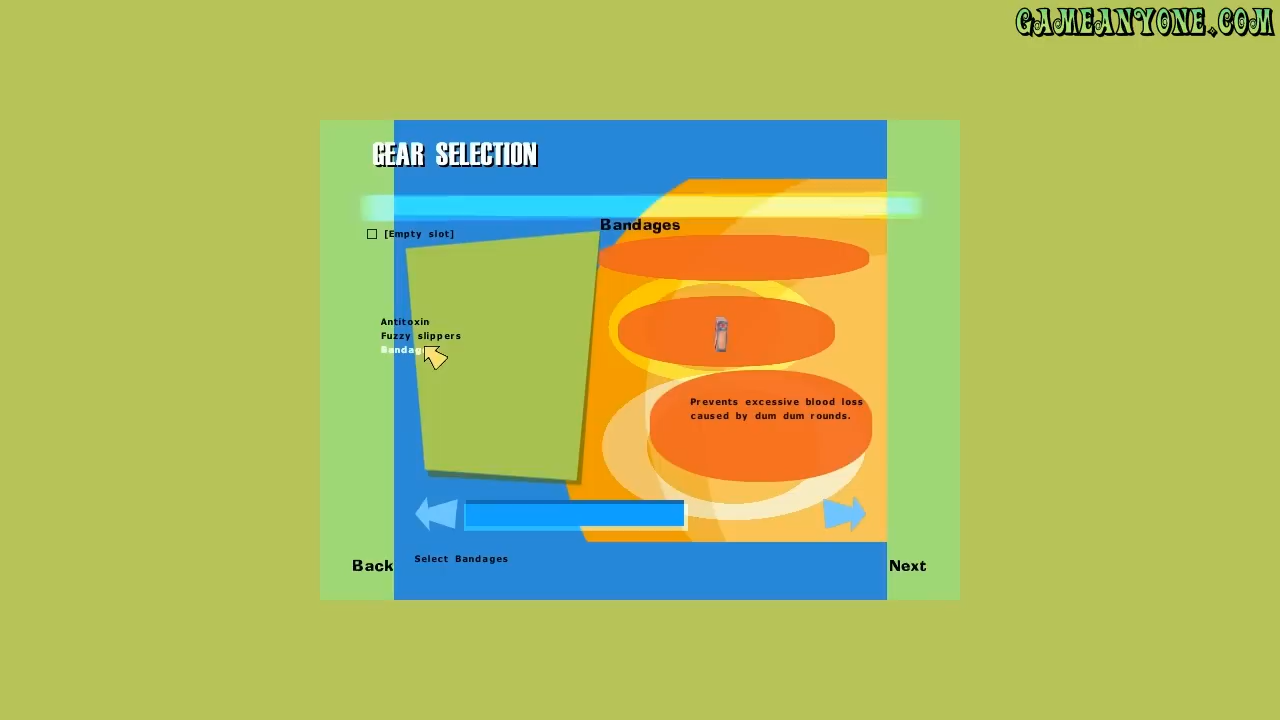 GAMEANYONE.COM
GEAR SELECTION
Bandages
[Empty slot]
Antitoxin
Fuzzy slippers
Bandag
Prevents excessive blood loss
caused by dum dum rounds.
Select Bandages
Back
Next